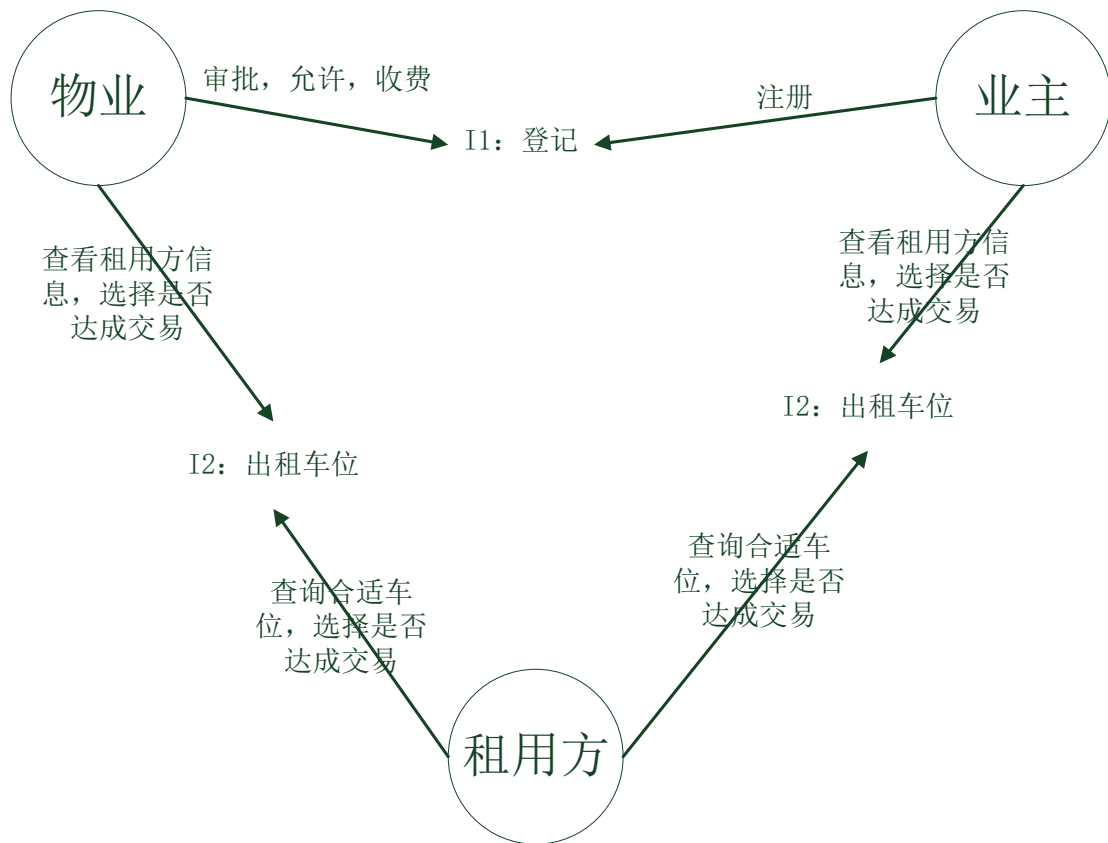 物业
审批，允许，收费
注册
业主
I1：登记
查看租用方信
息，选择是否
达成交易
查看租用方信
息，选择是否
达成交易
I2：出租车位
I2：出租车位
查询合适车
位，选择是否
达成交易
查询合适车
位，选择是否
达成交易
租用方